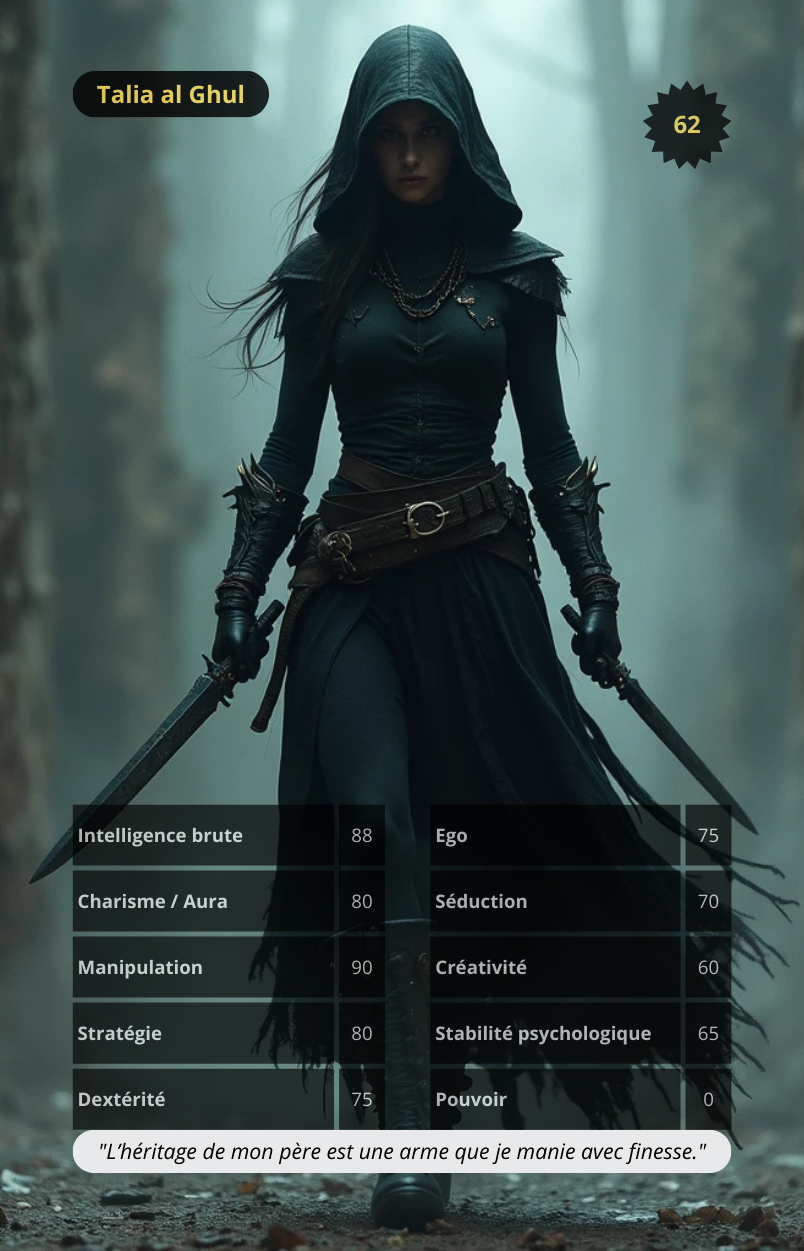 Talia al Ghul
62
Intelligence brute 88
Charisme / Aura 80
Manipulation 90
Stratégie 80
Dextérité 75
Ego 75
Séduction 70
Créativité 60
Stabilité psychologique 65
Pouvoir 0
"L'héritage de mon père est une arme que je manie avec finesse."